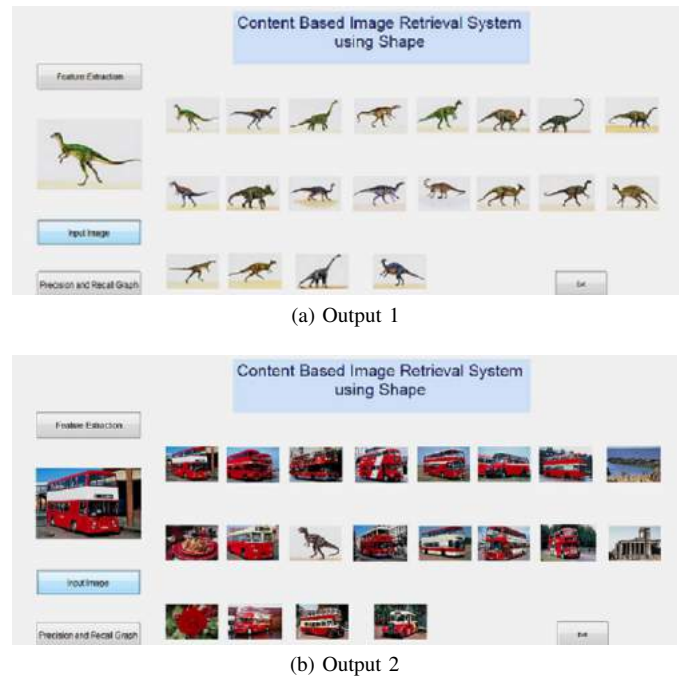 Content Based Image Retrieval System
using Shape
Feature Extraction
Input Image
Precision and Recall Graph
Exit
(a) Output 1
Content Based Image Retrieval System
using Shape
Feature Extraction
Input Image
Precision and Recall Graph
Exit
(b) Output 2